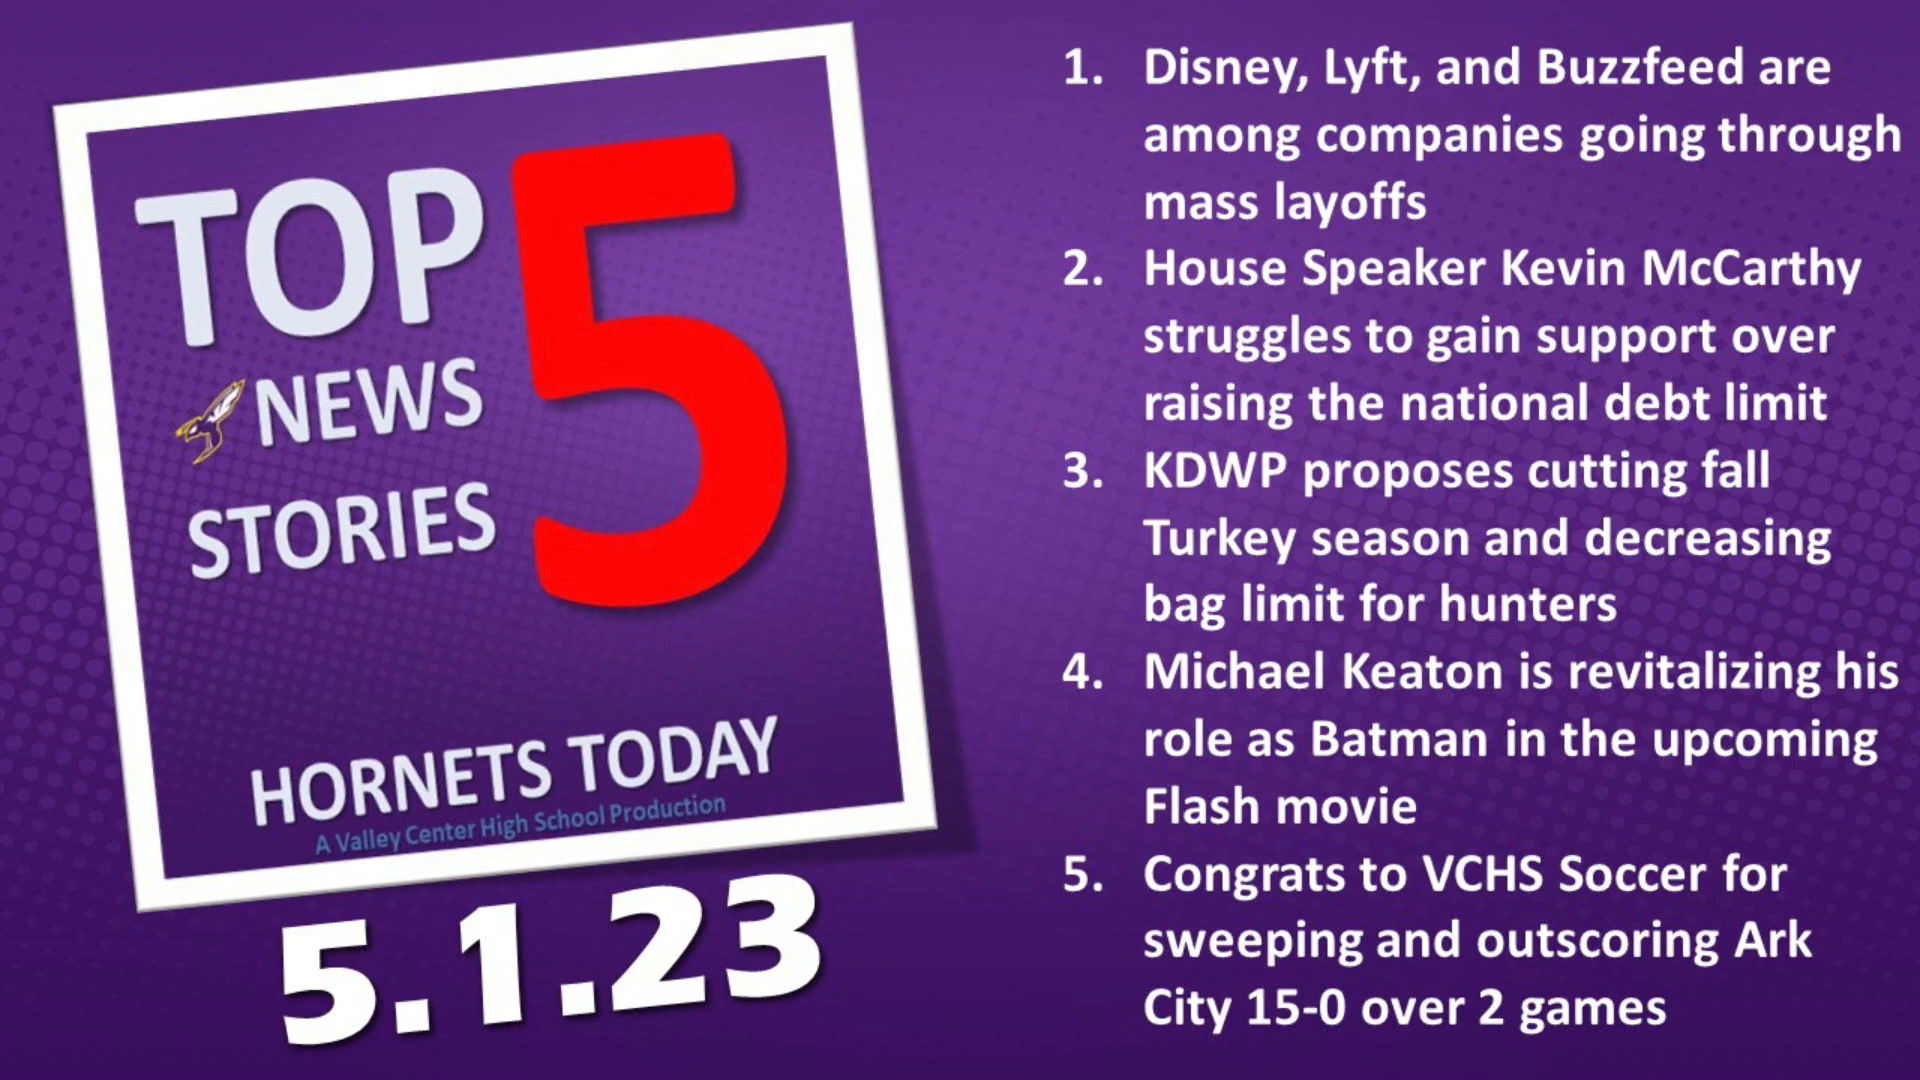 TOP 5
NEWS
STORIES
HORNETS TODAY
A Valley Center High School Production
5.1.23
1. Disney, Lyft, and Buzzfeed are
among companies going through
mass layoffs
2. House Speaker Kevin McCarthy
struggles to gain support over
raising the national debt limit
3. KDWP proposes cutting fall
Turkey season and decreasing
bag limit for hunters
4. Michael Keaton is revitalizing his
role as Batman in the upcoming
Flash movie
5. Congrats to VCHS Soccer for
sweeping and outscoring Ark
City 15-0 over 2 games